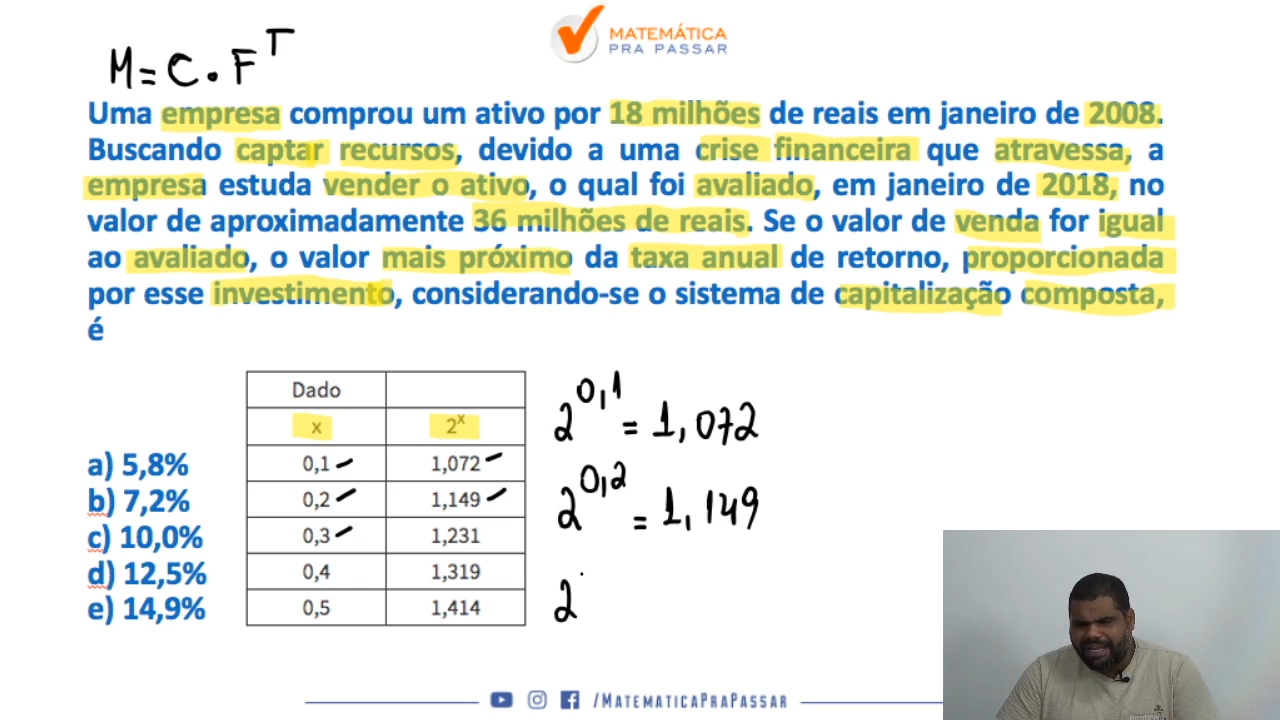 MATEMÁTICA
PRA PASSAR
M = C . F^T
Uma empresa comprou um ativo por 18 milhões de reais em janeiro de 2008.
Buscando captar recursos, devido a uma crise financeira que atravessa, a
empresa estuda vender o ativo, o qual foi avaliado, em janeiro de 2018, no
valor de aproximadamente 36 milhões de reais. Se o valor de venda for igual
ao avaliado, o valor mais próximo da taxa anual de retorno, proporcionada
por esse investimento, considerando-se o sistema de capitalização composta,
é
Dado
x 2^x
0,1 1,072
0,2 1,149
0,3 1,231
0,4 1,319
0,5 1,414
a) 5,8%
b) 7,2%
c) 10,0%
d) 12,5%
e) 14,9%
2^0,1 = 1,072
2^0,2 = 1,149
2
/MATEMATICAPRAPASSAR